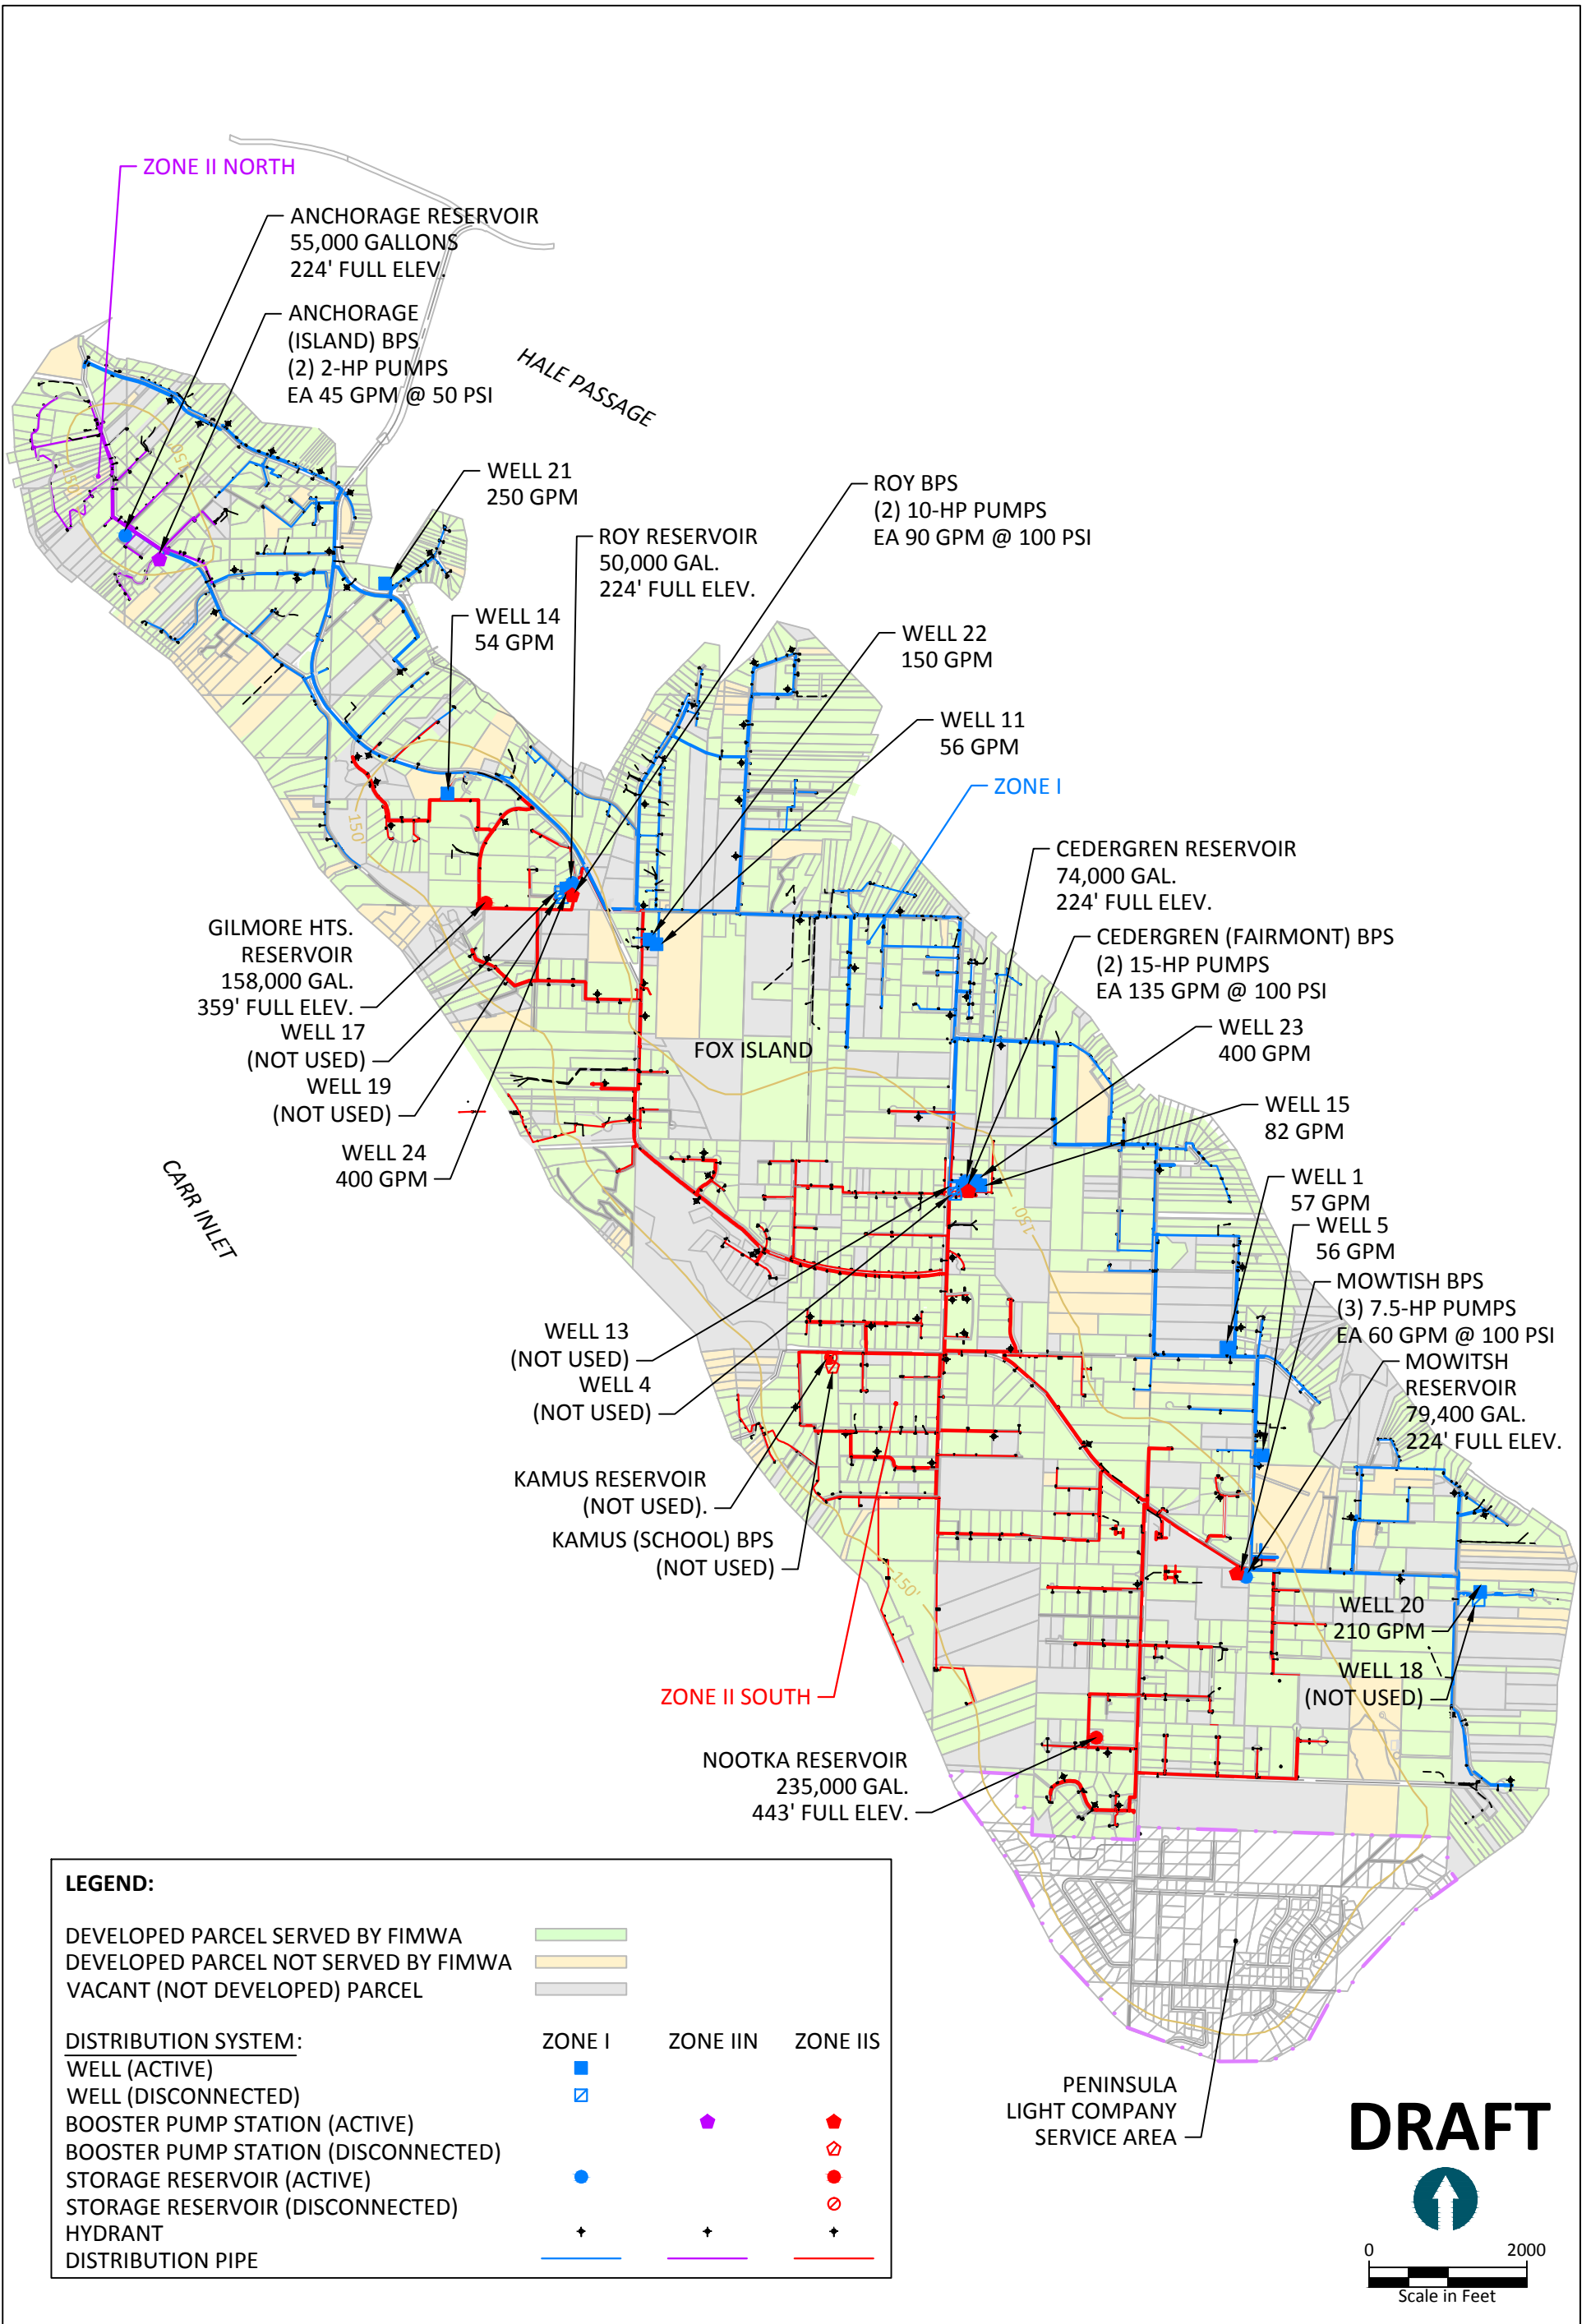 ZONE II NORTH
ANCHORAGE RESERVOIR
55,000 GALLONS
224' FULL ELEV.
ANCHORAGE
(ISLAND) BPS
(2) 2-HP PUMPS
EA 45 GPM @ 50 PSI
HALE PASSAGE
150'
150'
WELL 21
250 GPM
ROY BPS
(2) 10-HP PUMPS
EA 90 GPM @ 100 PSI
ROY RESERVOIR
50,000 GAL.
224' FULL ELEV.
WELL 14
54 GPM
WELL 22
150 GPM
WELL 11
56 GPM
ZONE I
150'
CEDERGREN RESERVOIR
74,000 GAL.
224' FULL ELEV.
GILMORE HTS.
RESERVOIR
158,000 GAL.
359' FULL ELEV.
CEDERGREN (FAIRMONT) BPS
(2) 15-HP PUMPS
EA 135 GPM @ 100 PSI
WELL 17
(NOT USED)
WELL 23
400 GPM
FOX ISLAND
WELL 19
(NOT USED)
WELL 15
82 GPM
WELL 24
400 GPM
CARR INLET
WELL 1
57 GPM
150'
WELL 5
56 GPM
MOWTISH BPS
(3) 7.5-HP PUMPS
EA 60 GPM @ 100 PSI
WELL 13
(NOT USED)
MOWITSH
RESERVOIR
79,400 GAL.
224' FULL ELEV.
WELL 4
(NOT USED)
KAMUS RESERVOIR
(NOT USED).
KAMUS (SCHOOL) BPS
(NOT USED)
150'
WELL 20
210 GPM
WELL 18
(NOT USED)
ZONE II SOUTH
NOOTKA RESERVOIR
235,000 GAL.
443' FULL ELEV.
LEGEND:
DEVELOPED PARCEL SERVED BY FIMWA
DEVELOPED PARCEL NOT SERVED BY FIMWA
VACANT (NOT DEVELOPED) PARCEL
DISTRIBUTION SYSTEM: ZONE I ZONE IIN ZONE IIS
WELL (ACTIVE)
WELL (DISCONNECTED)
BOOSTER PUMP STATION (ACTIVE)
BOOSTER PUMP STATION (DISCONNECTED)
STORAGE RESERVOIR (ACTIVE)
STORAGE RESERVOIR (DISCONNECTED)
HYDRANT
DISTRIBUTION PIPE
PENINSULA
LIGHT COMPANY
SERVICE AREA
DRAFT
0 2000
Scale in Feet